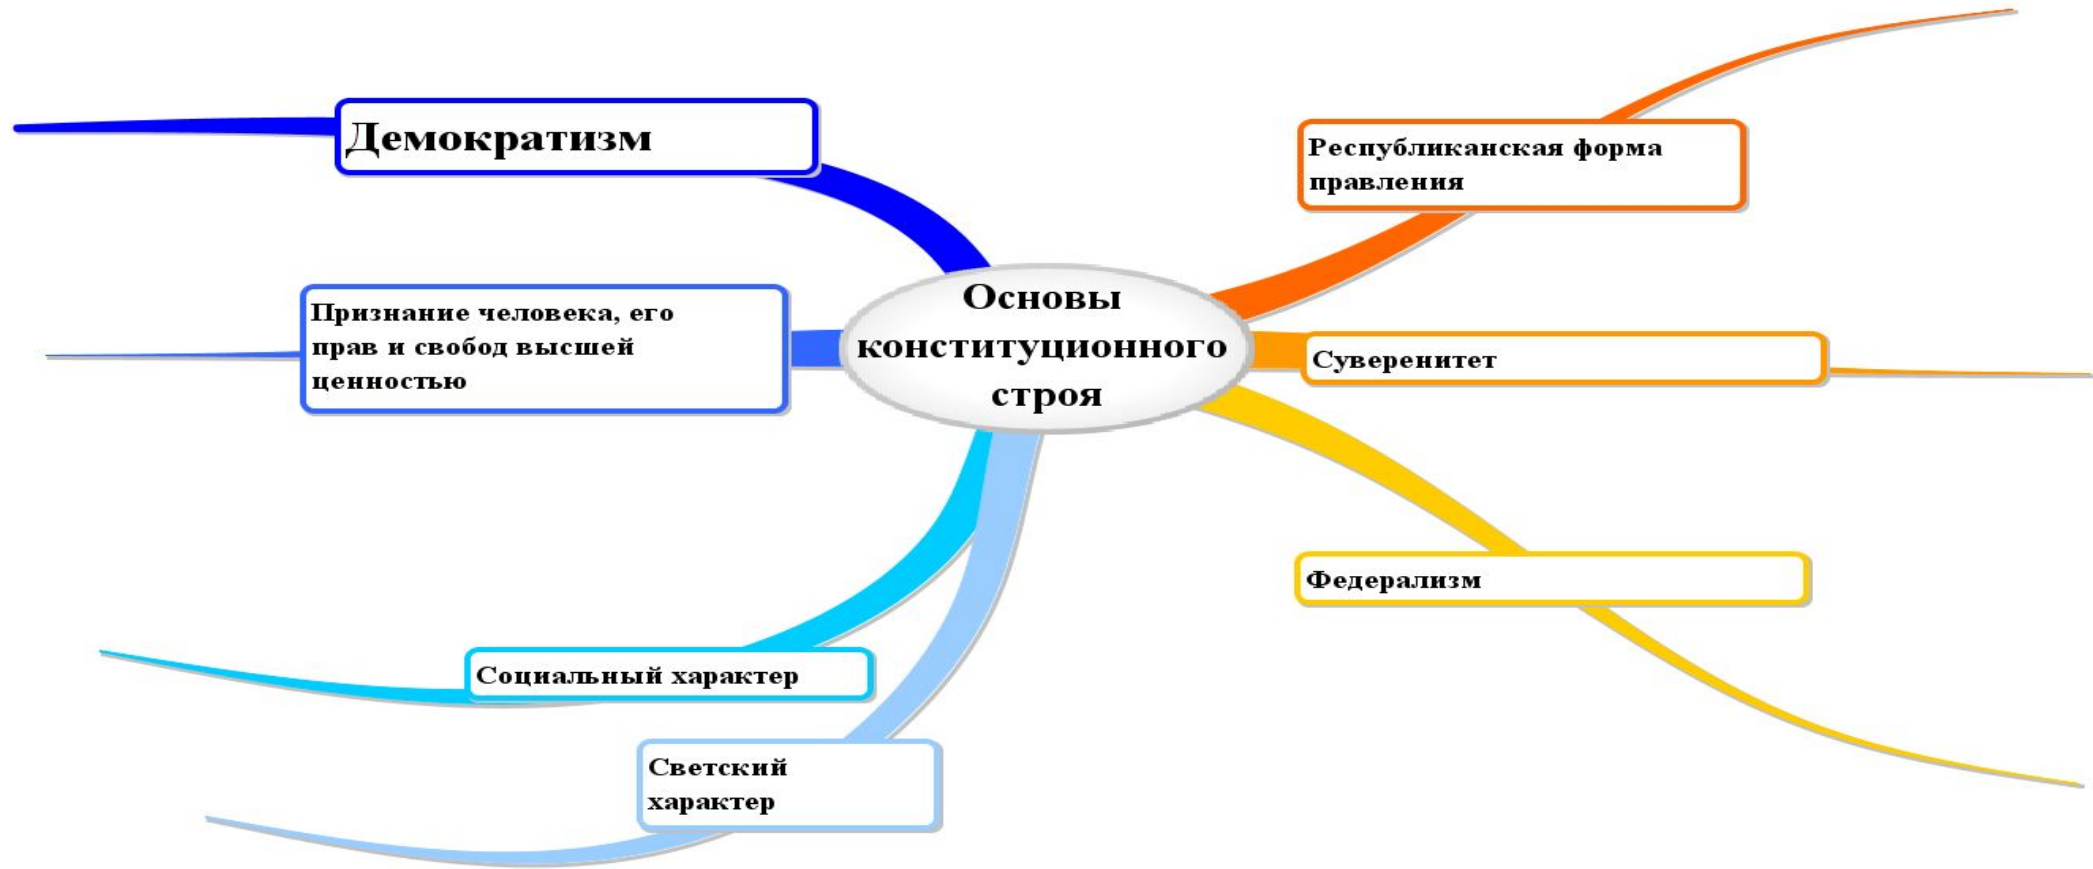 Демократизм
Признание человека, его
прав и свобод высшей
ценностью
Социальный характер
Светский
характер
Основы
конституционного
строя
Республиканская форма
правления
Суверенитет
Федерализм